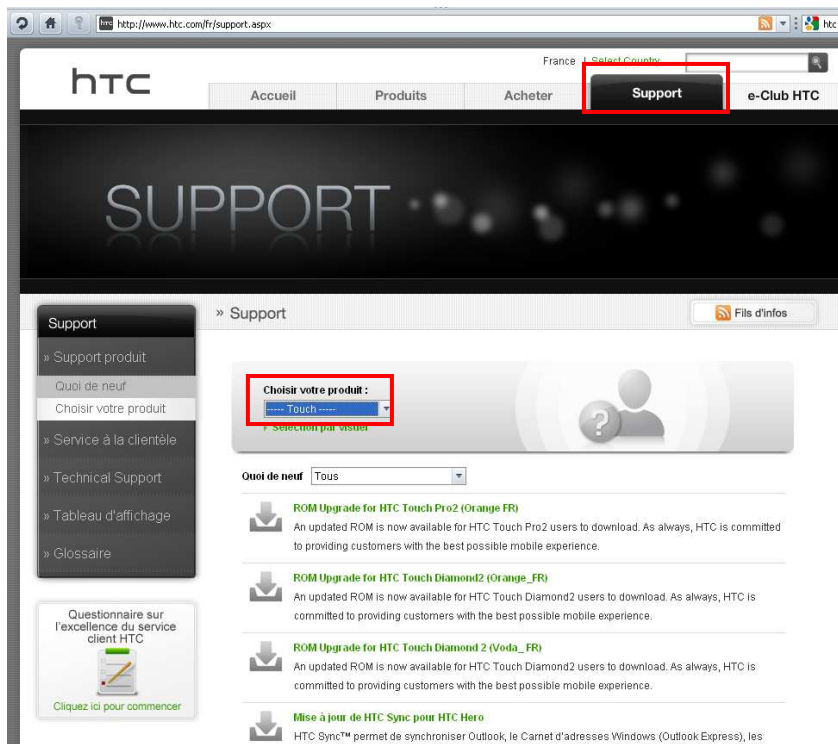 http://www.htc.com/fr/support.aspx
htc
France | Select Country
hTC
Accueil
Produits
Acheter
Support
e-Club HTC
SUPPORT
Support
» Support produit
Quoi de neuf
Choisir votre produit
» Service à la clientèle
» Technical Support
» Tableau d'affichage
» Glossaire
Questionnaire sur
l'excellence du service
client HTC
Cliquez ici pour commencer
» Support
Fils d'infos
Choisir votre produit :
----- Touch -----
Sélection par visuel
Quoi de neuf Tous
ROM Upgrade for HTC Touch Pro2 (Orange FR)
An updated ROM is now available for HTC Touch Pro2 users to download. As always, HTC is committed
to providing customers with the best possible mobile experience.
ROM Upgrade for HTC Touch Diamond2 (Orange_FR)
An updated ROM is now available for HTC Touch Diamond2 users to download. As always, HTC is
committed to providing customers with the best possible mobile experience.
ROM Upgrade for HTC Touch Diamond 2 (Voda_ FR)
An updated ROM is now available for HTC Touch Diamond2 users to download. As always, HTC is
committed to providing customers with the best possible mobile experience.
Mise à jour de HTC Sync pour HTC Hero
HTC Sync™ permet de synchroniser Outlook, le Carnet d'adresses Windows (Outlook Express), les